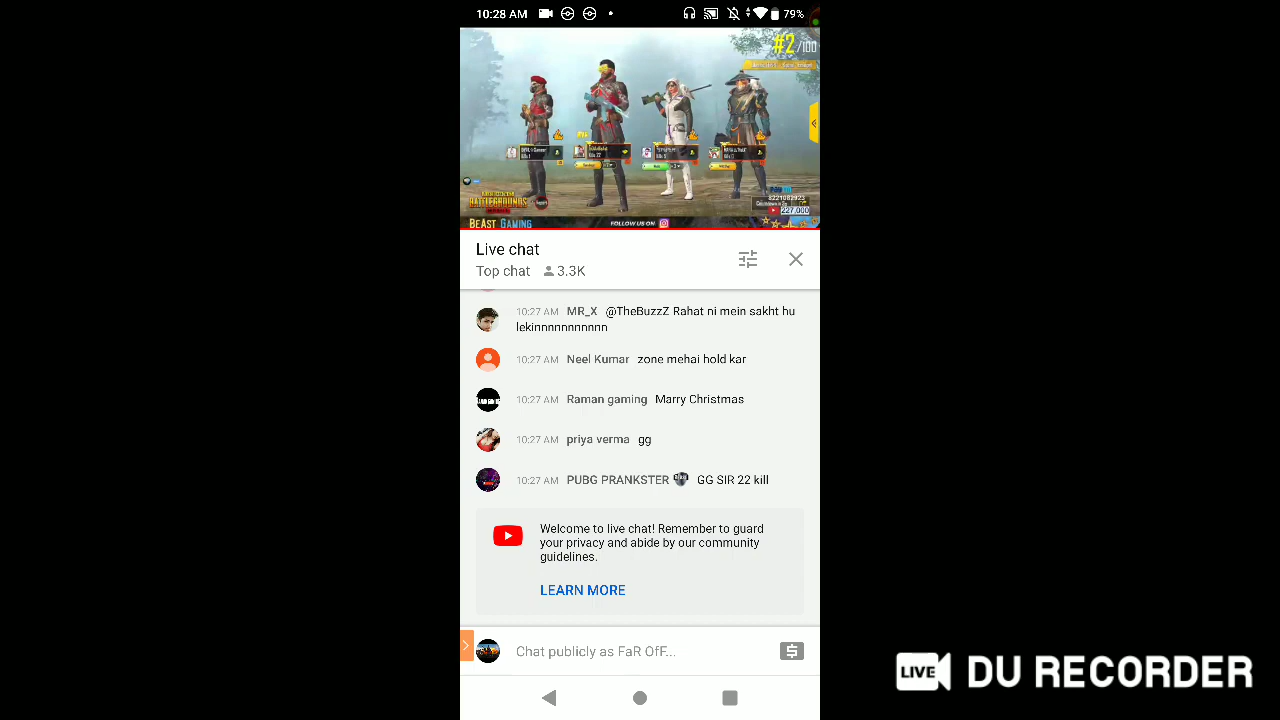 10:28 AM
79%
#2/100
BATTLEGROUNDS
227,000
BEAST GAMING
FOLLOW US ON
Live chat
Top chat 3.3K
10:27 AM MR_X @TheBuzzZ Rahat ni mein sakht hu
lekinnnnnnnnnnn
10:27 AM Neel Kumar zone mehai hold kar
10:27 AM Raman gaming Marry Christmas
10:27 AM priya verma gg
10:27 AM PUBG PRANKSTER GG SIR 22 kill
Welcome to live chat! Remember to guard
your privacy and abide by our community
guidelines.
LEARN MORE
Chat publicly as FaR OfF...
LIVE DU RECORDER